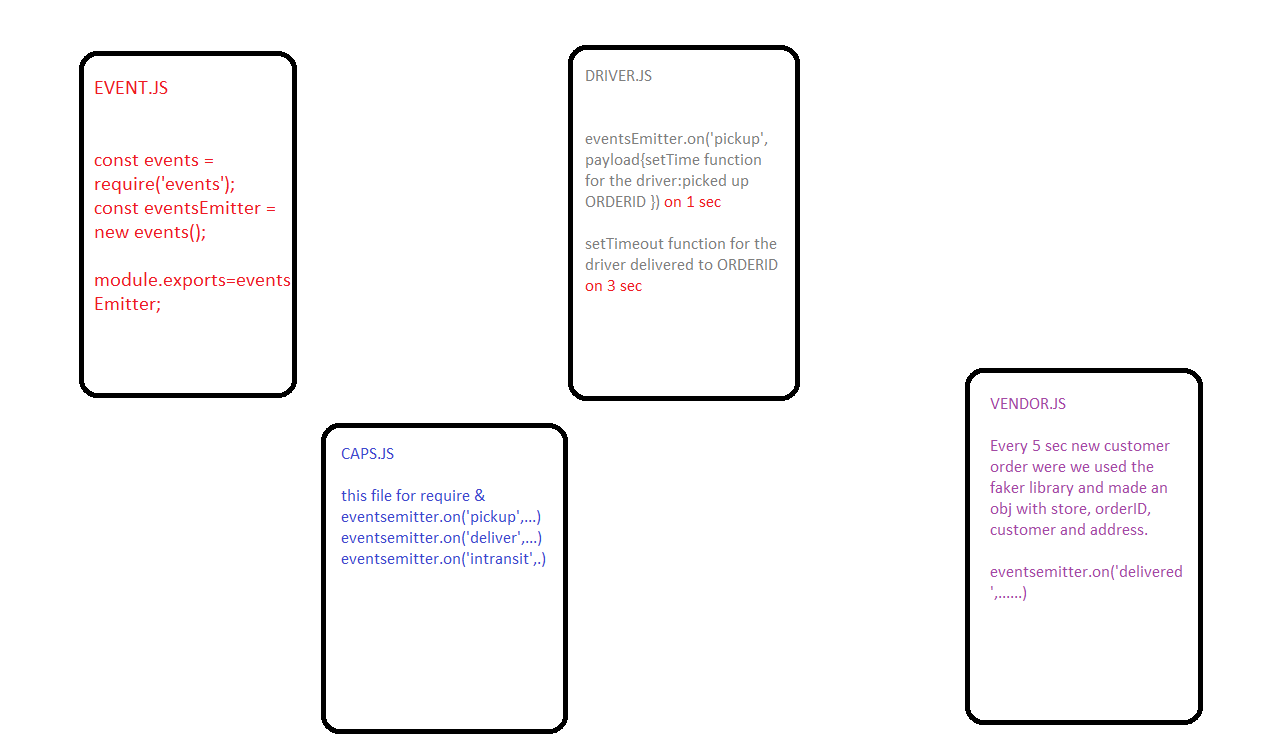 EVENT.JS
const events =
require('events');
const eventsEmitter =
new events();
module.exports=events
Emitter;
DRIVER.JS
eventsEmitter.on('pickup',
payload{setTime function
for the driver:picked up
ORDERID }) on 1 sec
setTimeout function for the
driver delivered to ORDERID
on 3 sec
CAPS.JS
this file for require &
eventsemitter.on('pickup',...)
eventsemitter.on('deliver',...)
eventsemitter.on('intransit',.)
VENDOR.JS
Every 5 sec new customer
order were we used the
faker library and made an
obj with store, orderID,
customer and address.
eventsemitter.on('delivered
',......)